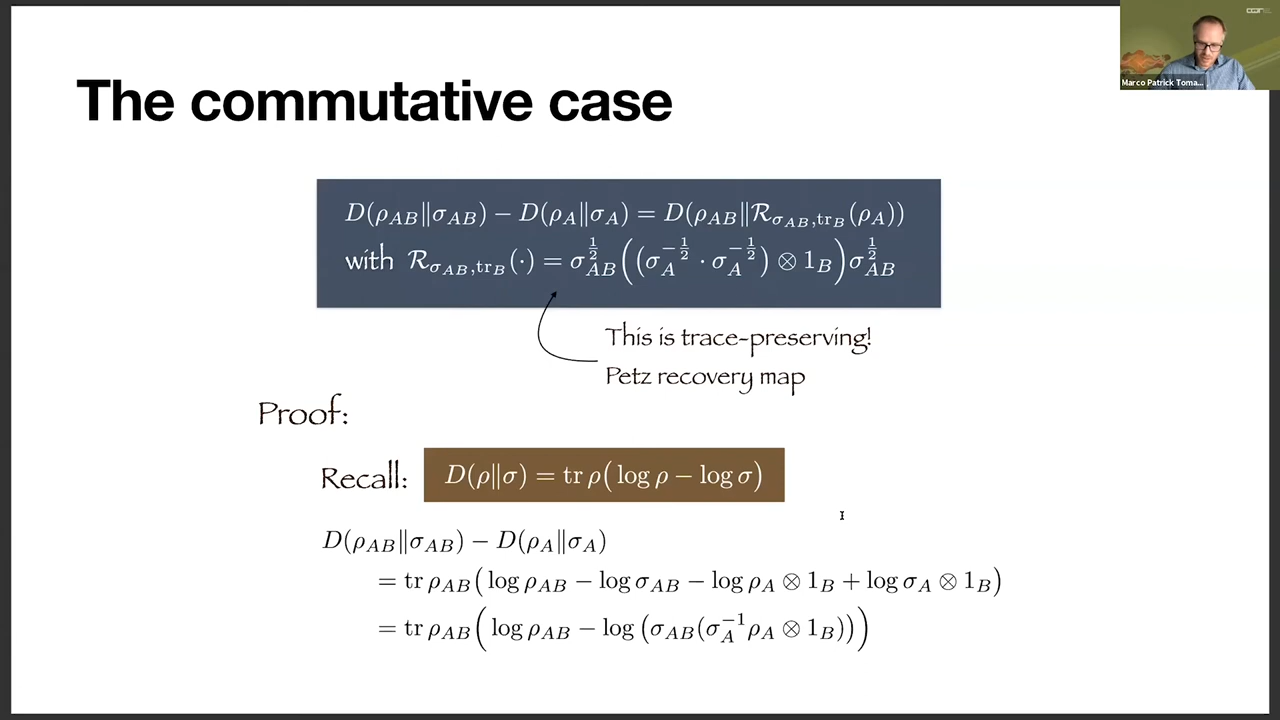 The commutative case
D(ρ_{AB}‖σ_{AB}) − D(ρ_A‖σ_A) = D(ρ_{AB}‖ℛ_{σ_{AB},tr_B}(ρ_A))
with ℛ_{σ_{AB},tr_B}(·) = σ_{AB}^{1/2}((σ_A^{−1/2} · σ_A^{−1/2}) ⊗ 1_B)σ_{AB}^{1/2}
This is trace-preserving!
Petz recovery map
Proof:
Recall: D(ρ‖σ) = tr ρ(log ρ − log σ)
D(ρ_{AB}‖σ_{AB}) − D(ρ_A‖σ_A)
= tr ρ_{AB}(log ρ_{AB} − log σ_{AB} − log ρ_A ⊗ 1_B + log σ_A ⊗ 1_B)
= tr ρ_{AB}(log ρ_{AB} − log (σ_{AB}(σ_A^{−1}ρ_A ⊗ 1_B)))
Marco Patrick Toma...